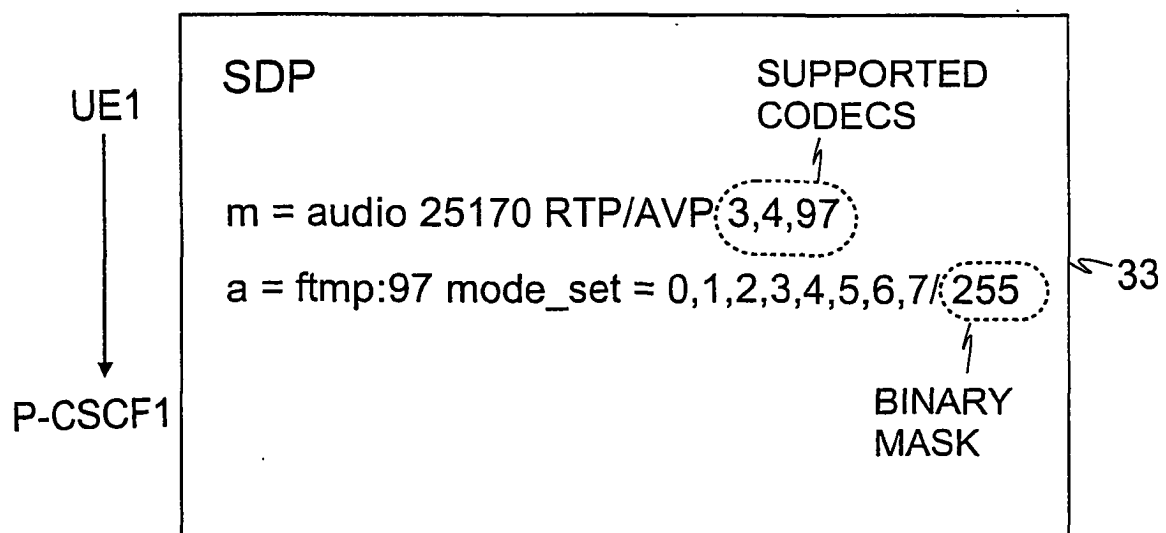 SDP
SUPPORTED
CODECS
UE1
m = audio 25170 RTP/AVP 3,4,97
a = ftmp:97 mode_set = 0,1,2,3,4,5,6,7/ 255
33
P-CSCF1
BINARY
MASK